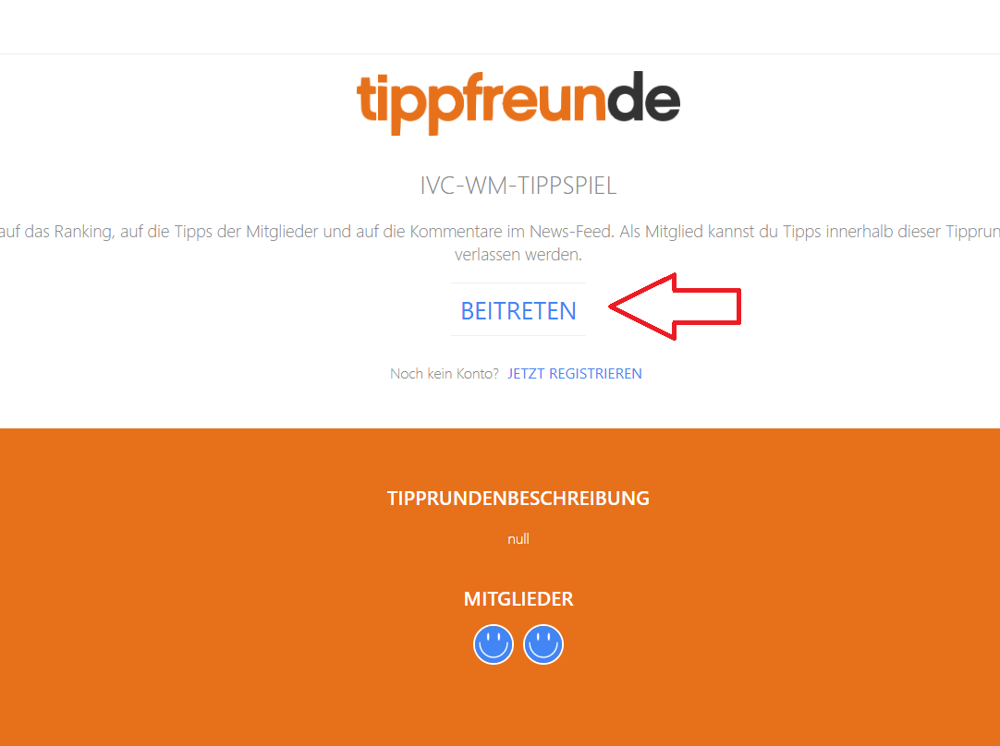 tippfreunde
IVC-WM-TIPPSPIEL
auf das Ranking, auf die Tipps der Mitglieder und auf die Kommentare im News-Feed. Als Mitglied kannst du Tipps innerhalb dieser Tipprun
verlassen werden.
BEITRETEN
Noch kein Konto? JETZT REGISTRIEREN
TIPPRUNDENBESCHREIBUNG
null
MITGLIEDER